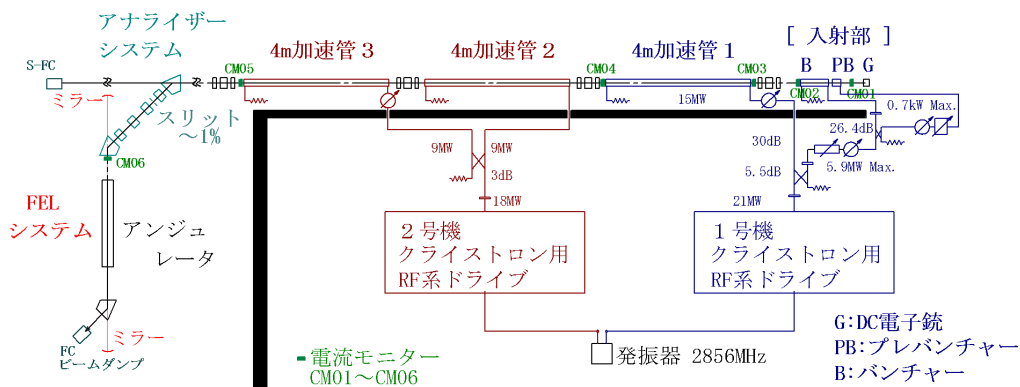 アナライザー
システム
4m加速管３
4m加速管２
4m加速管１
[ 入射部 ]
B PB G
S-FC
CM05
CM04
CM03
CM02
CM01
ミラー
スリット
～1%
CM06
15MW
0.7kW Max.
26.4dB
30dB
5.5dB
5.9MW Max.
9MW
9MW
3dB
18MW
21MW
FEL
システム
アンジュ
レータ
２号機
クライストロン用
RF系ドライブ
１号機
クライストロン用
RF系ドライブ
ミラー
FC
ビームダンプ
電流モニター
CM01～CM06
発振器 2856MHz
G:DC電子銃
PB:プレバンチャー
B:バンチャー